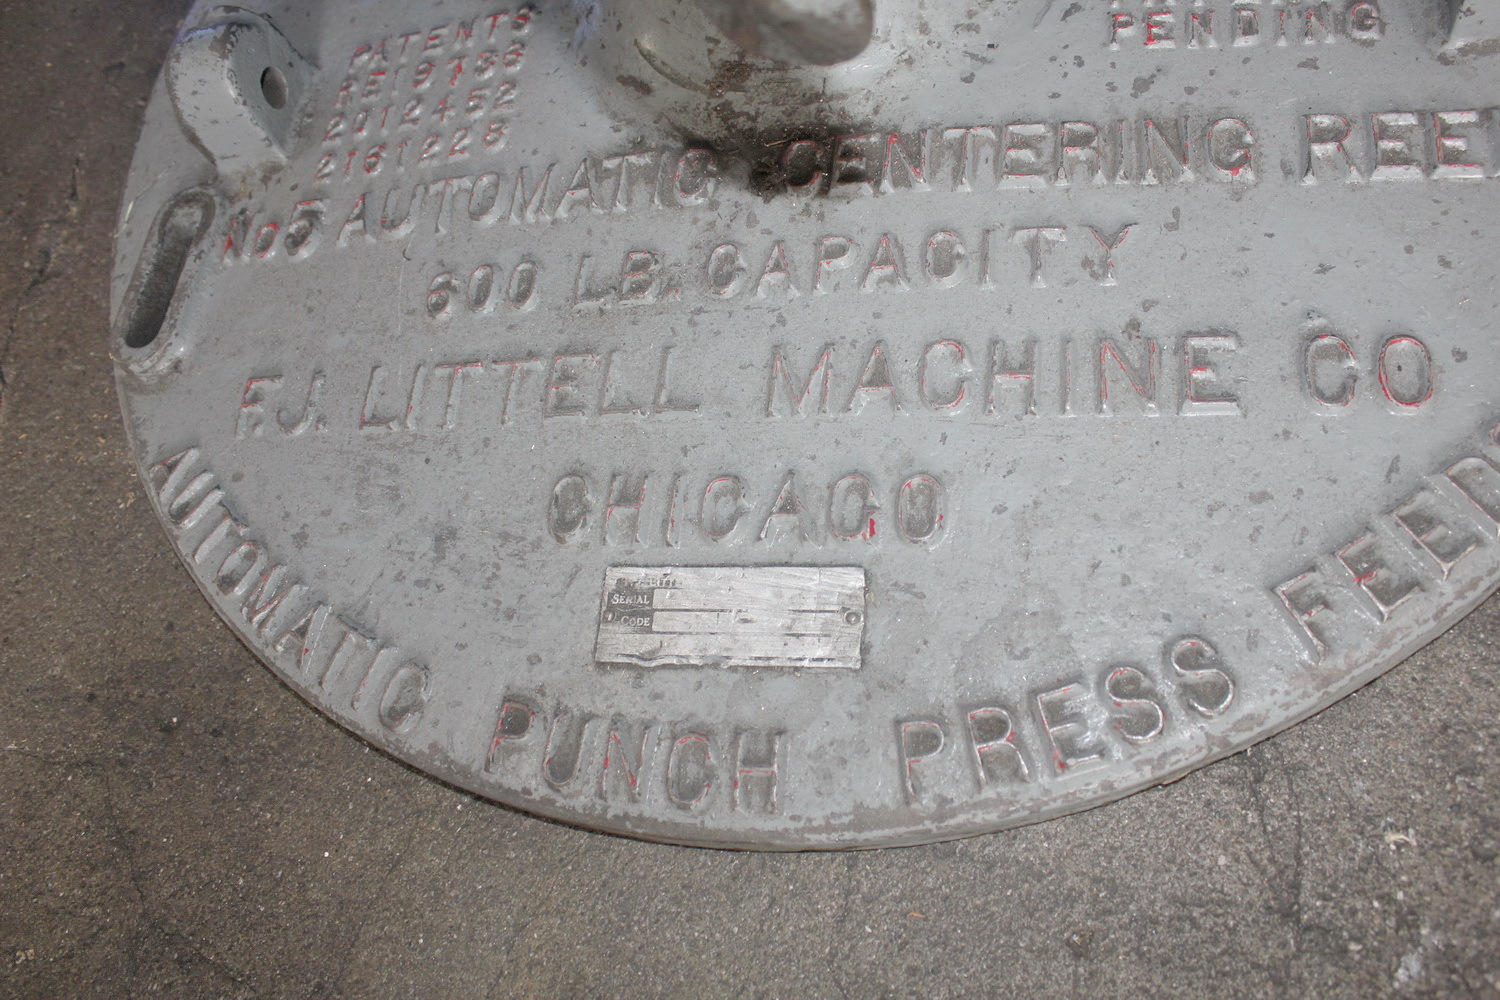 PATENTS
RE19736
2012452
2161228
PENDING
No 5 AUTOMATIC CENTERING REEL
600 LB. CAPACITY
F.J. LITTELL MACHINE CO
CHICAGO
SERIAL
CODE
AUTOMATIC PUNCH PRESS FEEDS